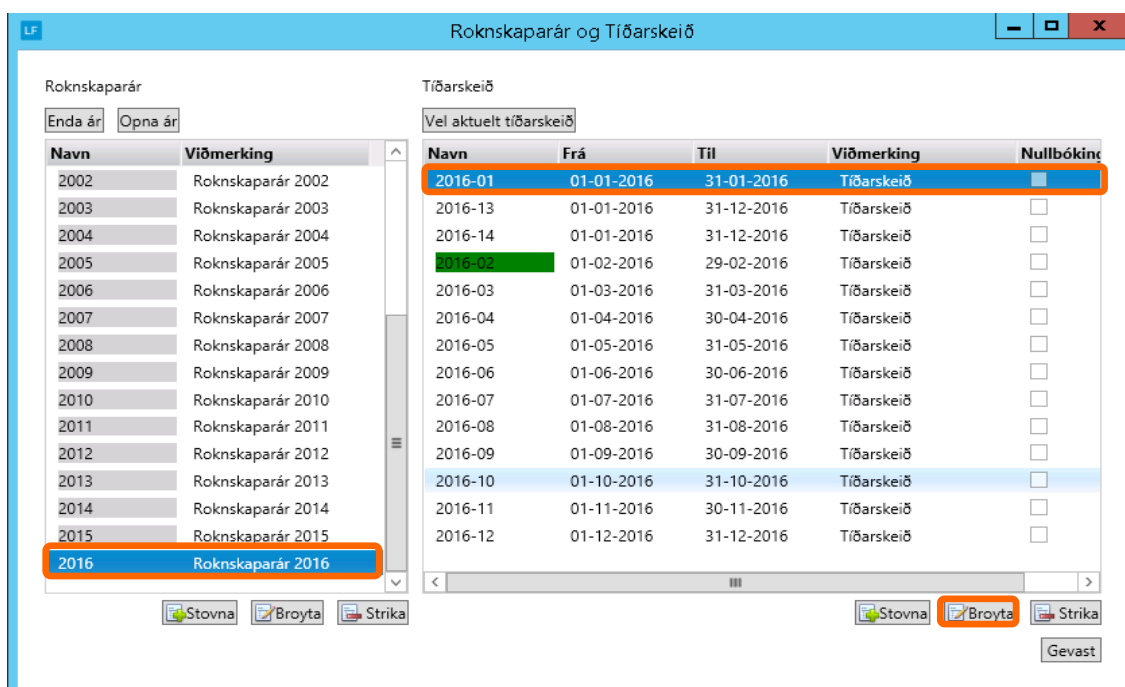 LF Roknskaparár og Tíðarskeið
Roknskaparár
Enda ár Opna ár
Navn Viðmerking
2002 Roknskaparár 2002
2003 Roknskaparár 2003
2004 Roknskaparár 2004
2005 Roknskaparár 2005
2006 Roknskaparár 2006
2007 Roknskaparár 2007
2008 Roknskaparár 2008
2009 Roknskaparár 2009
2010 Roknskaparár 2010
2011 Roknskaparár 2011
2012 Roknskaparár 2012
2013 Roknskaparár 2013
2014 Roknskaparár 2014
2015 Roknskaparár 2015
2016 Roknskaparár 2016
Stovna Broyta Strika
Tíðarskeið
Vel aktuelt tíðarskeið
Navn Frá Til Viðmerking Nullbóking
2016-01 01-01-2016 31-01-2016 Tíðarskeið
2016-13 01-01-2016 31-12-2016 Tíðarskeið
2016-14 01-01-2016 31-12-2016 Tíðarskeið
2016-02 01-02-2016 29-02-2016 Tíðarskeið
2016-03 01-03-2016 31-03-2016 Tíðarskeið
2016-04 01-04-2016 30-04-2016 Tíðarskeið
2016-05 01-05-2016 31-05-2016 Tíðarskeið
2016-06 01-06-2016 30-06-2016 Tíðarskeið
2016-07 01-07-2016 31-07-2016 Tíðarskeið
2016-08 01-08-2016 31-08-2016 Tíðarskeið
2016-09 01-09-2016 30-09-2016 Tíðarskeið
2016-10 01-10-2016 31-10-2016 Tíðarskeið
2016-11 01-11-2016 30-11-2016 Tíðarskeið
2016-12 01-12-2016 31-12-2016 Tíðarskeið
Stovna Broyta Strika
Gevast